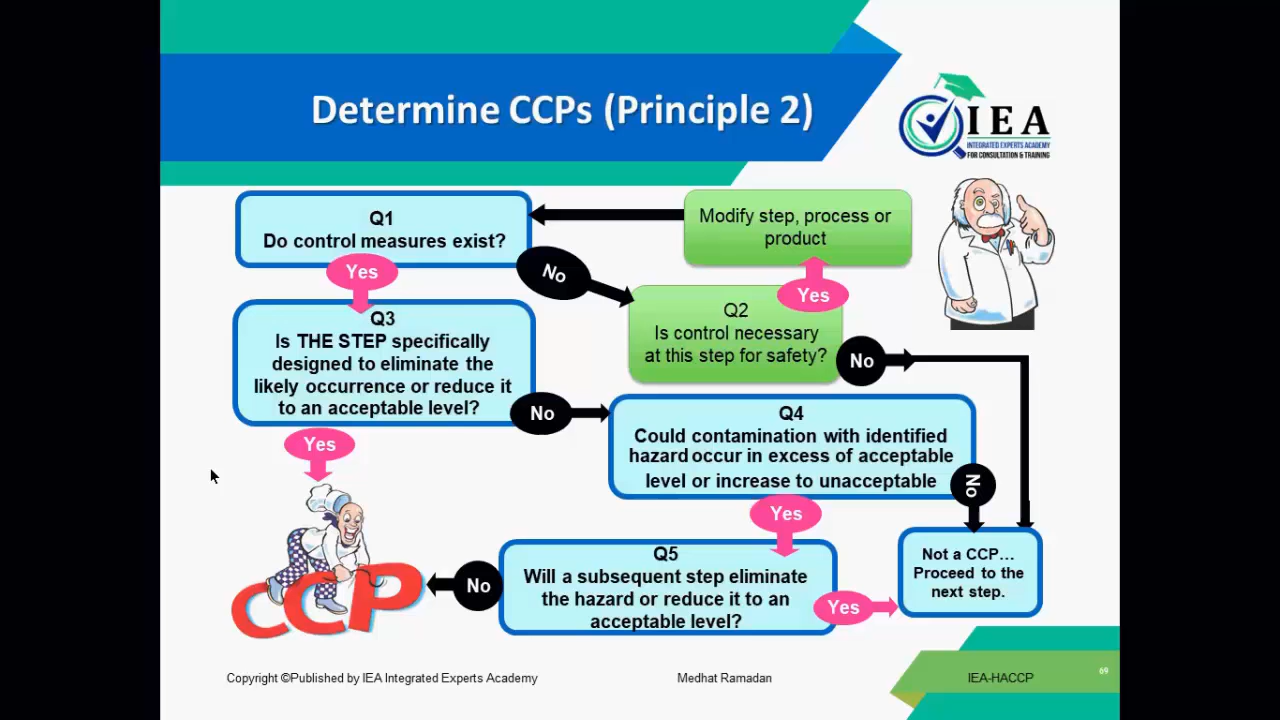 Determine CCPs (Principle 2)
IEA
INTEGRATED EXPERTS ACADEMY
FOR CONSULTATION & TRAINING
Q1
Do control measures exist?
Modify step, process or
product
Yes
No
Yes
Q2
Is control necessary
at this step for safety?
No
Q3
Is THE STEP specifically
designed to eliminate the
likely occurrence or reduce it
to an acceptable level?
No
Yes
Q4
Could contamination with identified
hazard occur in excess of acceptable
level or increase to unacceptable
No
Yes
Q5
Will a subsequent step eliminate
the hazard or reduce it to an
acceptable level?
No
Yes
Not a CCP…
Proceed to the
next step.
CCP
Copyright ©Published by IEA Integrated Experts Academy
Medhat Ramadan
IEA-HACCP
69